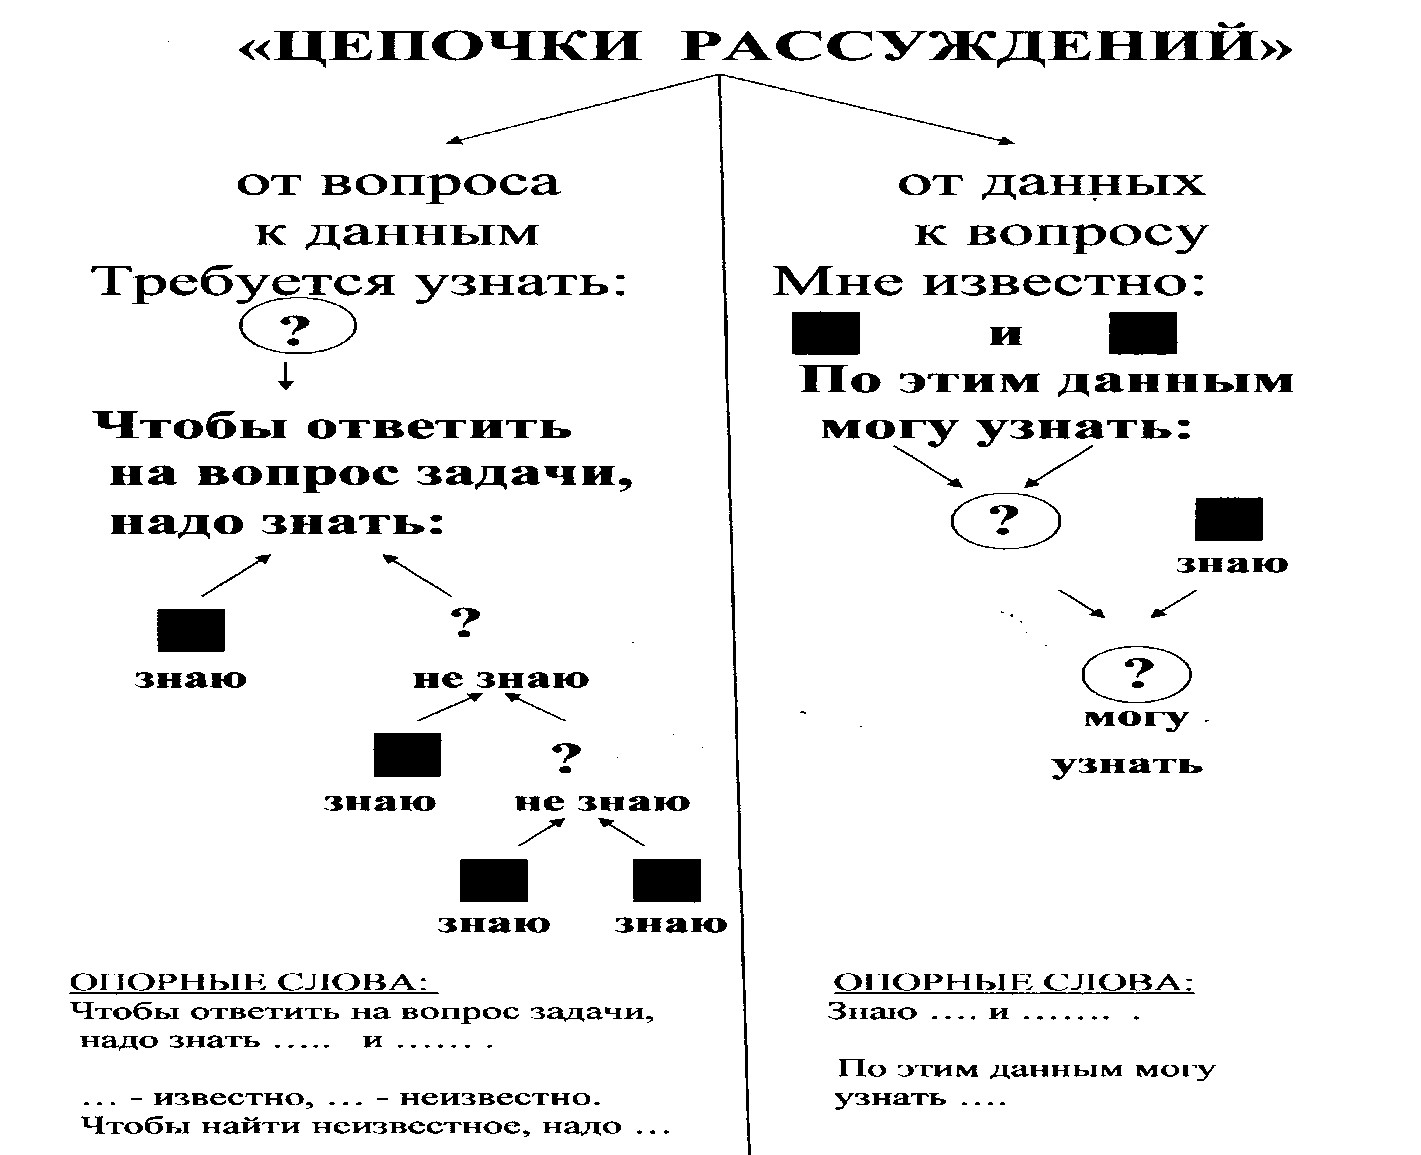 «ЦЕПОЧКИ РАССУЖДЕНИЙ»
от вопроса
к данным
Требуется узнать:
?
Чтобы ответить
на вопрос задачи,
надо знать:
?
знаю не знаю
?
знаю не знаю
знаю знаю
ОПОРНЫЕ СЛОВА:
Чтобы ответить на вопрос задачи,
надо знать ..... и ...... .
... - известно, ... - неизвестно.
Чтобы найти неизвестное, надо ...
от данных
к вопросу
Мне известно:
и
По этим данным
могу узнать:
?
знаю
?
могу
узнать
ОПОРНЫЕ СЛОВА:
Знаю .... и ....... .
По этим данным могу
узнать ....